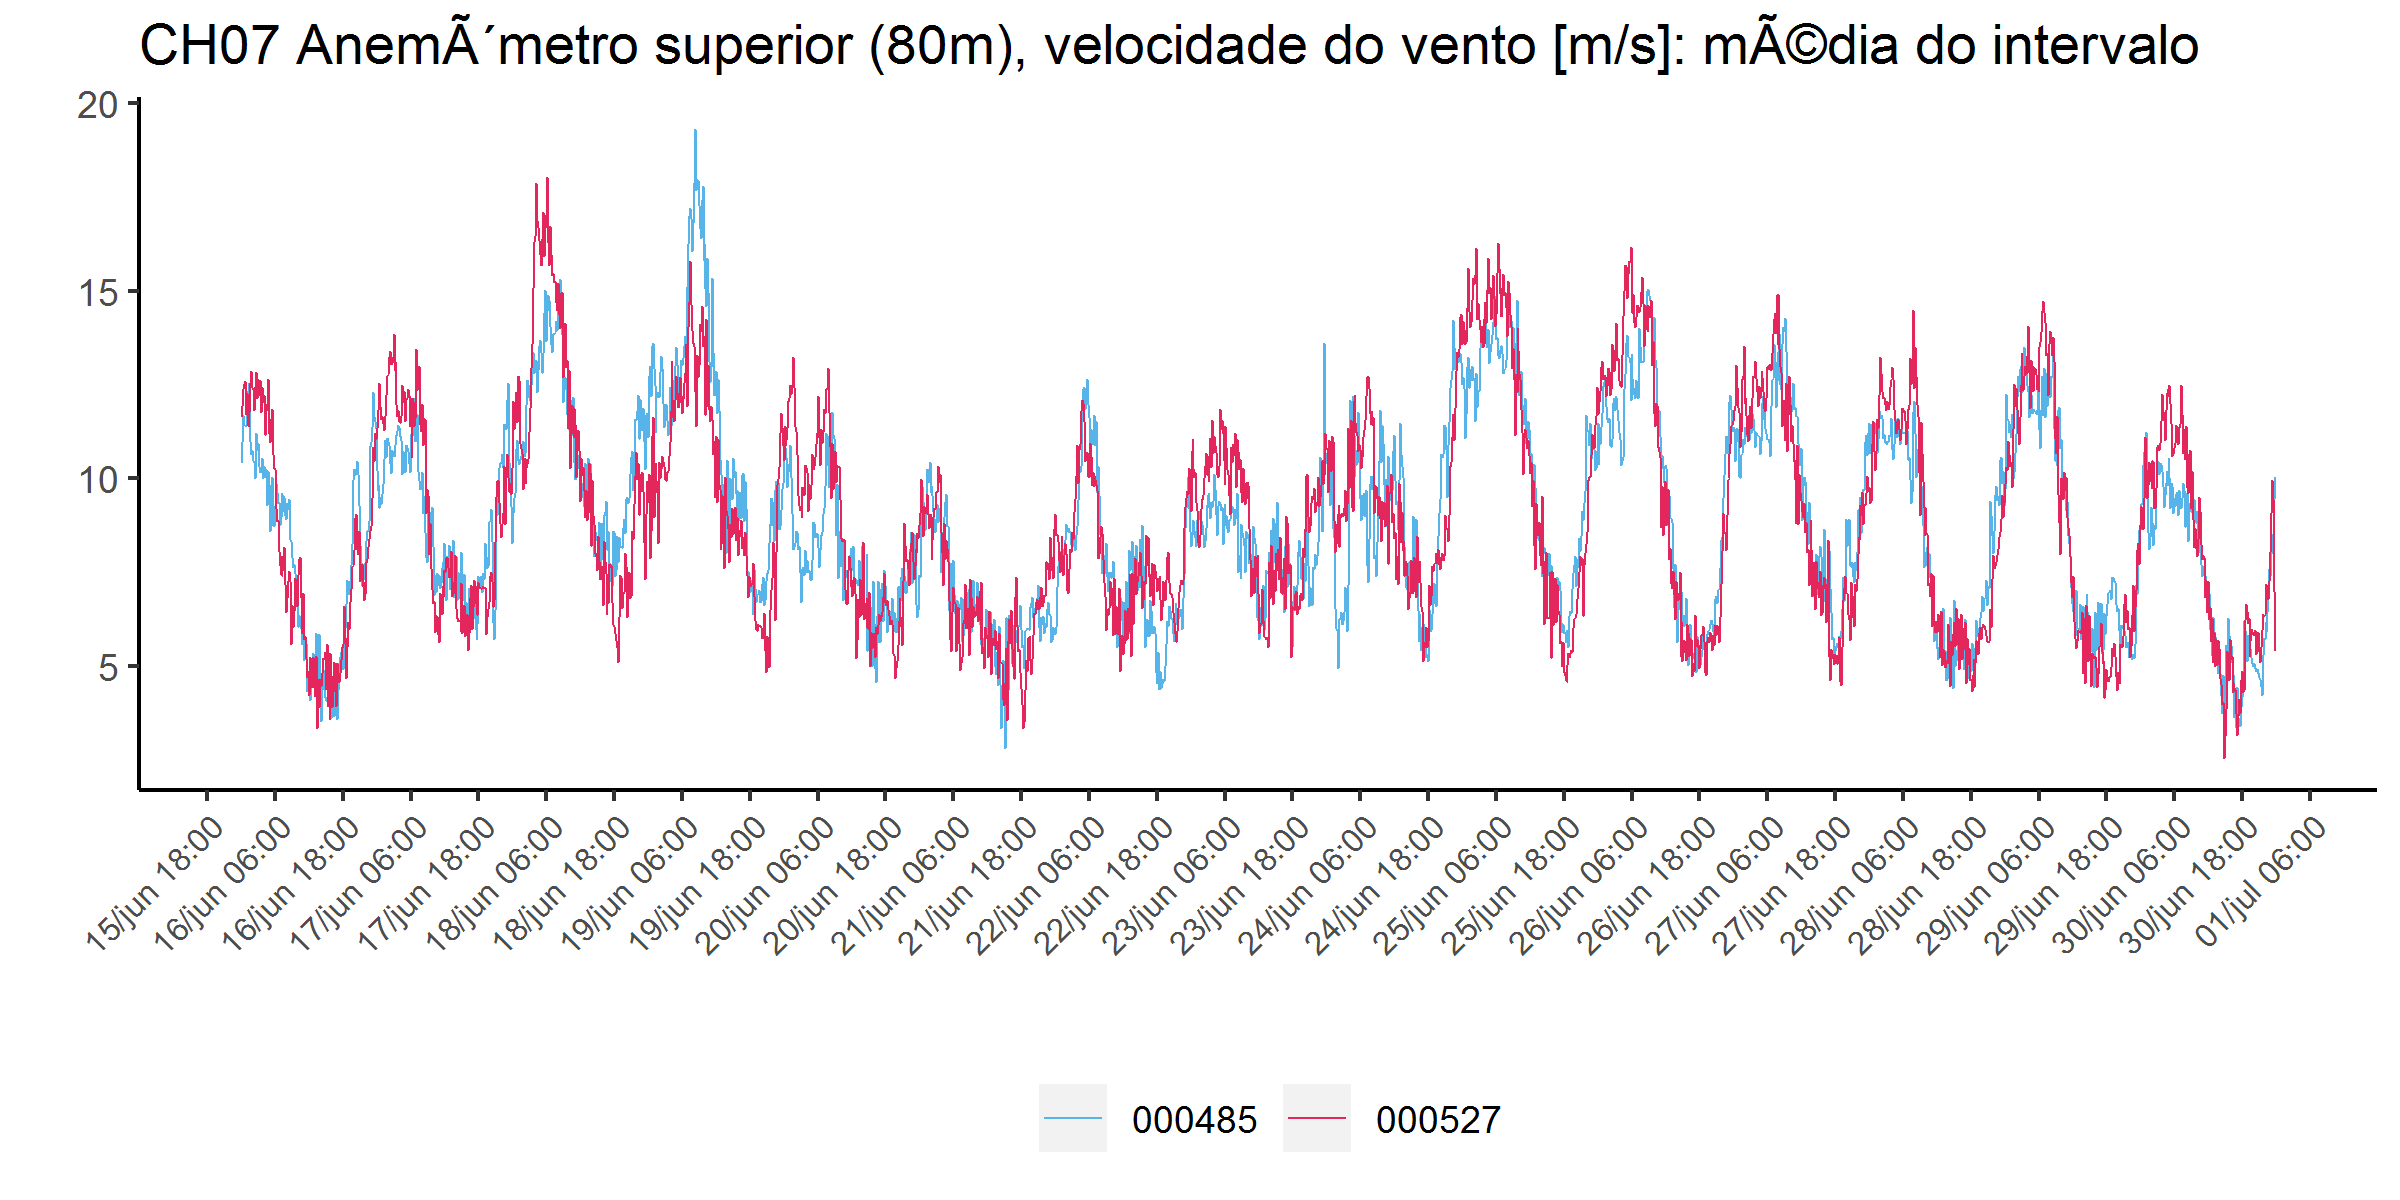 CH07 AnemÃ´metro superior (80m), velocidade do vento [m/s]: mÃ©dia do intervalo
20
15
10
5
15/jun 18:00
16/jun 06:00
16/jun 18:00
17/jun 06:00
17/jun 18:00
18/jun 06:00
18/jun 18:00
19/jun 06:00
19/jun 18:00
20/jun 06:00
20/jun 18:00
21/jun 06:00
21/jun 18:00
22/jun 06:00
22/jun 18:00
23/jun 06:00
23/jun 18:00
24/jun 06:00
24/jun 18:00
25/jun 06:00
25/jun 18:00
26/jun 06:00
26/jun 18:00
27/jun 06:00
27/jun 18:00
28/jun 06:00
28/jun 18:00
29/jun 06:00
29/jun 18:00
30/jun 06:00
30/jun 18:00
01/jul 06:00
000485
000527